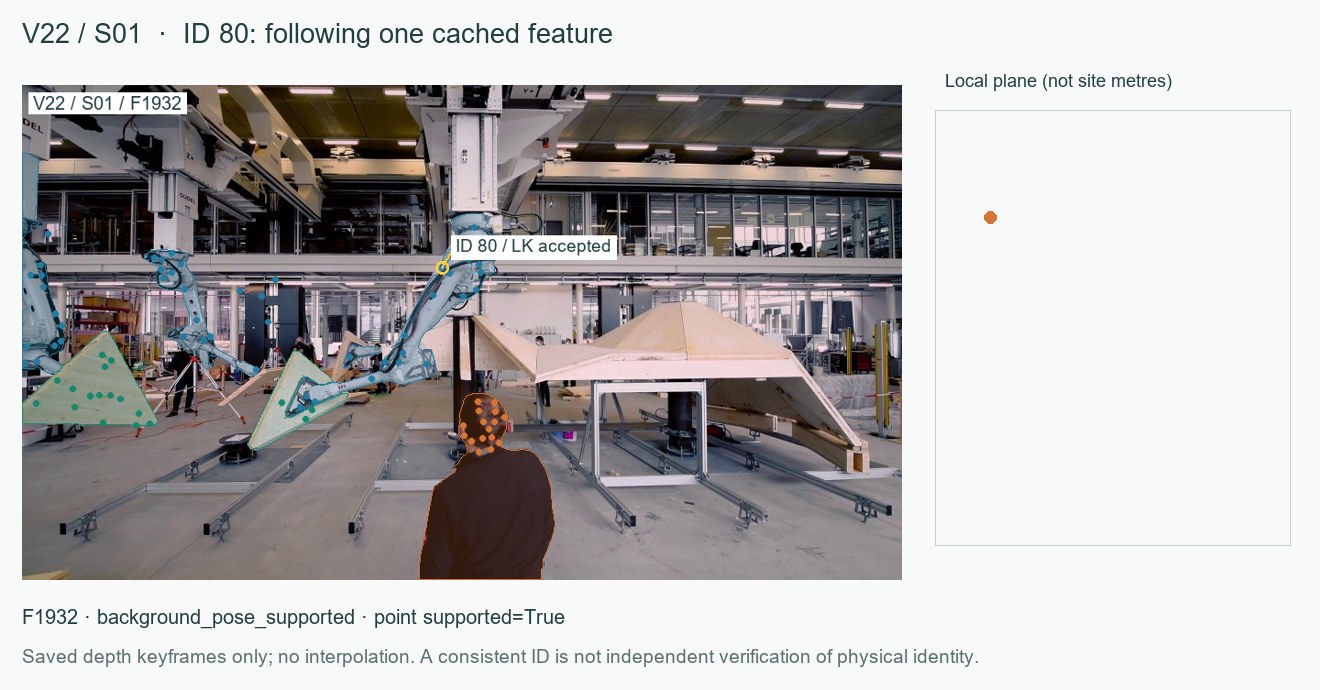 V22 / S01 · ID 80: following one cached feature
Local plane (not site metres)
V22 / S01 / F1932
DEL
GÜDEL
ID 80 / LK accepted
F1932 · background_pose_supported · point supported=True
Saved depth keyframes only; no interpolation. A consistent ID is not independent verification of physical identity.